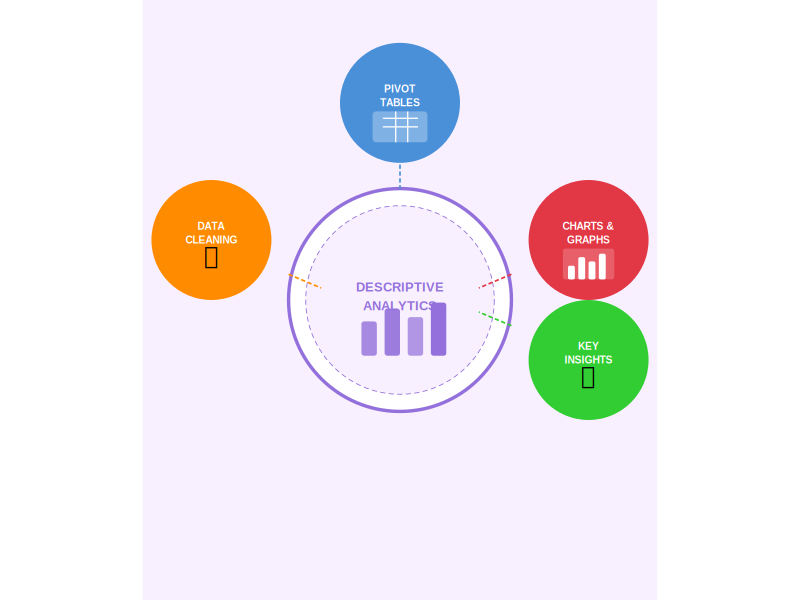 PIVOT
TABLES
DATA
CLEANING
CHARTS &
GRAPHS
DESCRIPTIVE
ANALYTICS
KEY
INSIGHTS